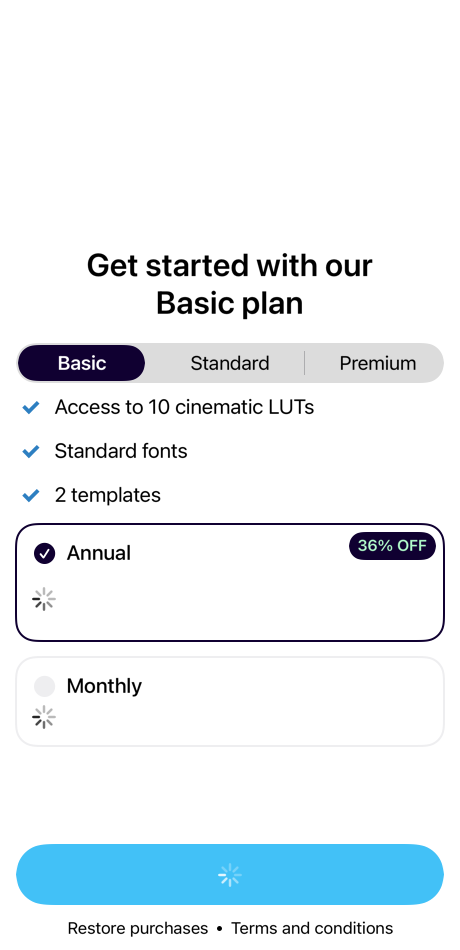 Get started with our
Basic plan
Basic Standard Premium
Access to 10 cinematic LUTs
Standard fonts
2 templates
Annual 36% OFF
Monthly
Restore purchases • Terms and conditions